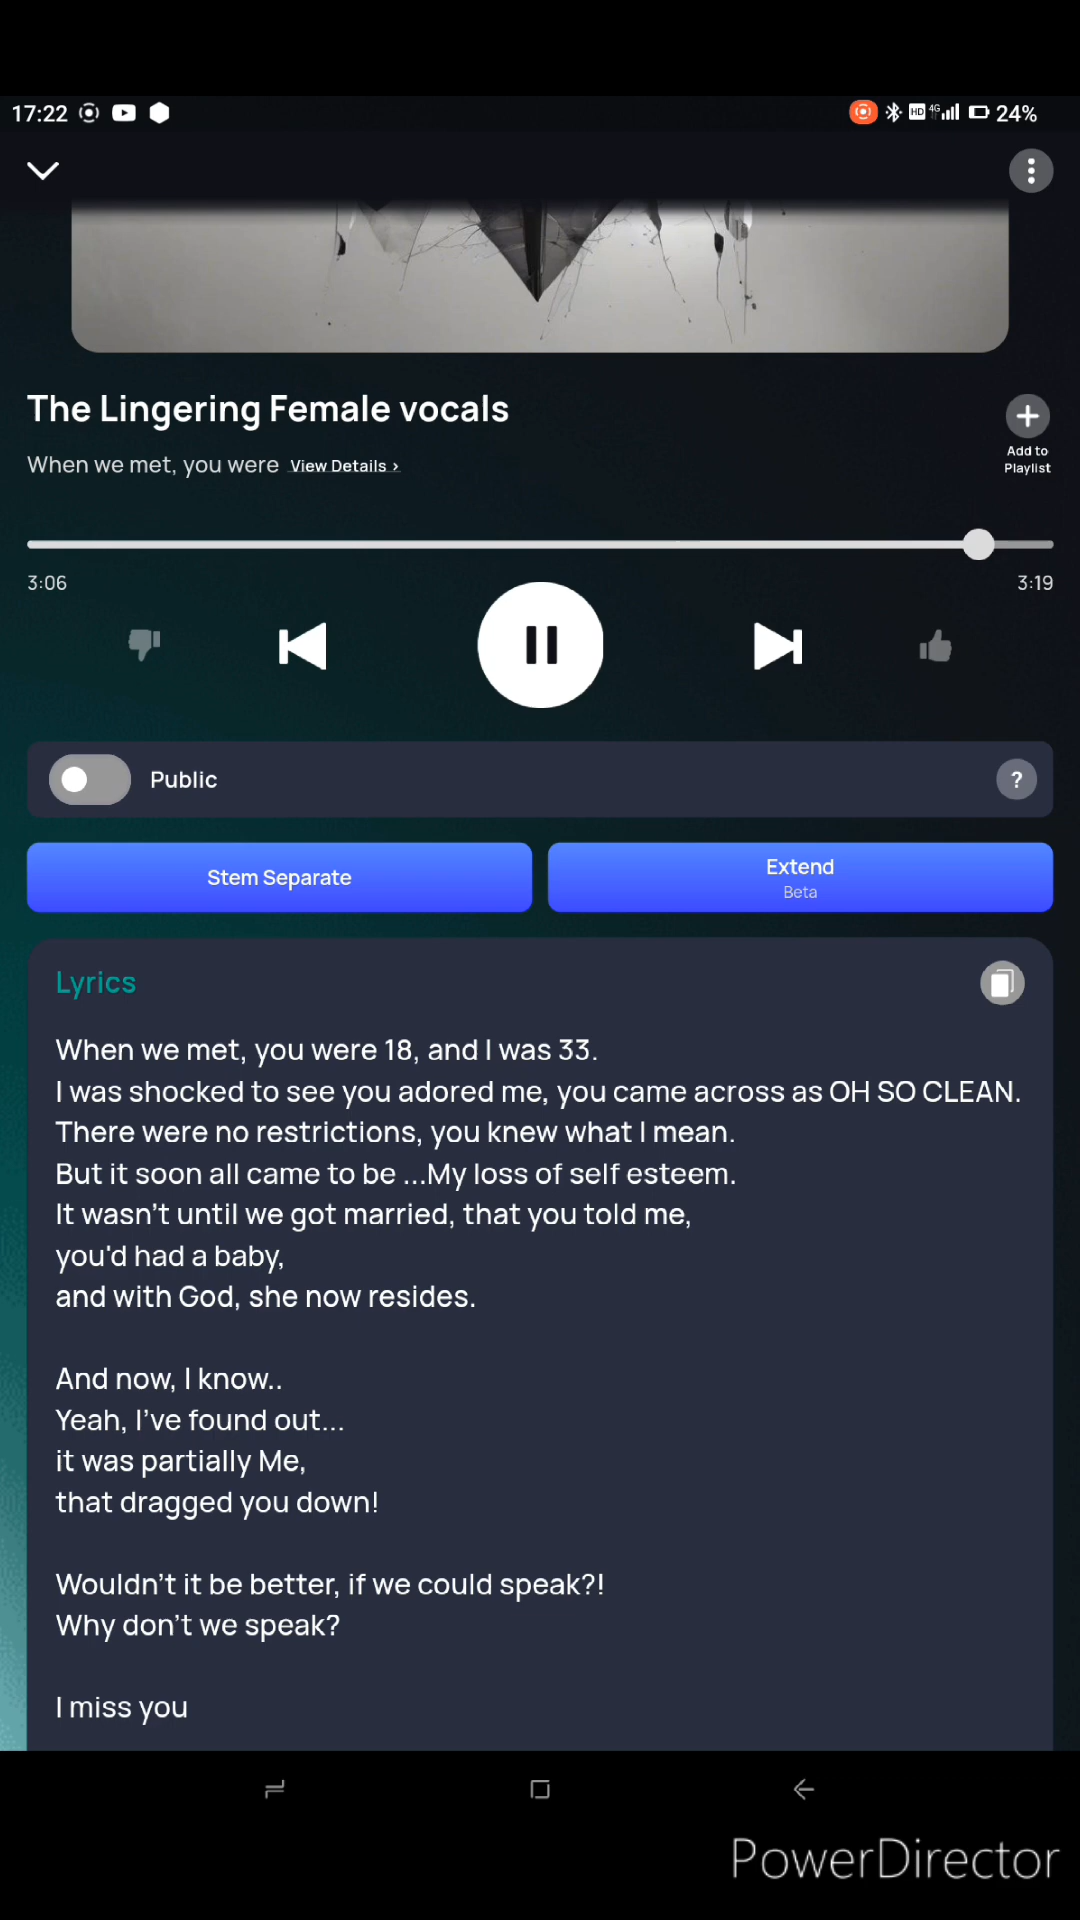 17:22 HD 4G 24%
The Lingering Female vocals
When we met, you were View Details >
Add to
Playlist
3:06 3:19
Public ?
Stem Separate
Extend
Beta
Lyrics
When we met, you were 18, and I was 33.
I was shocked to see you adored me, you came across as OH SO CLEAN.
There were no restrictions, you knew what I mean.
But it soon all came to be ...My loss of self esteem.
It wasn't until we got married, that you told me,
you'd had a baby,
and with God, she now resides.
And now, I know..
Yeah, I've found out...
it was partially Me,
that dragged you down!
Wouldn't it be better, if we could speak?!
Why don't we speak?
I miss you
PowerDirector